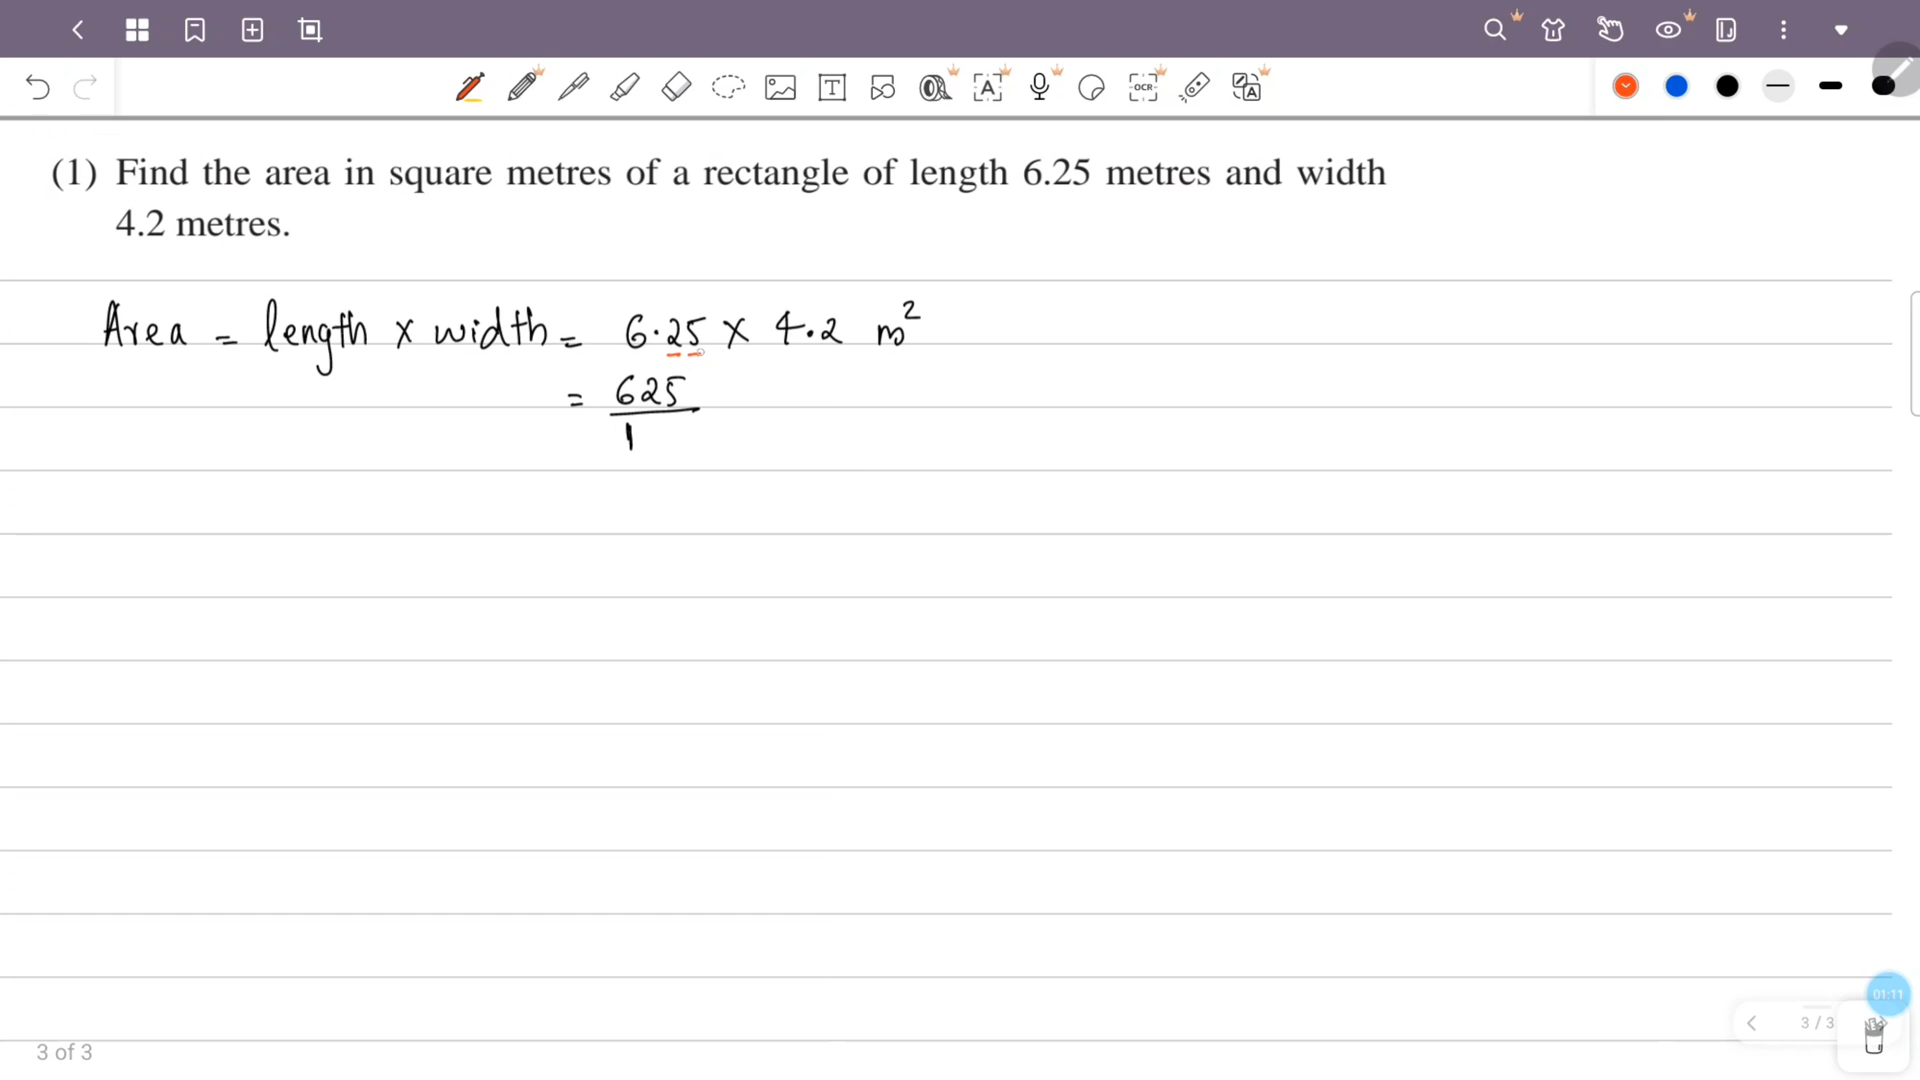 (1) Find the area in square metres of a rectangle of length 6.25 metres and width
4.2 metres.
Area = length x width = 6.25 x 4.2 m²
= 625
1
01:11
3 / 3
3 of 3